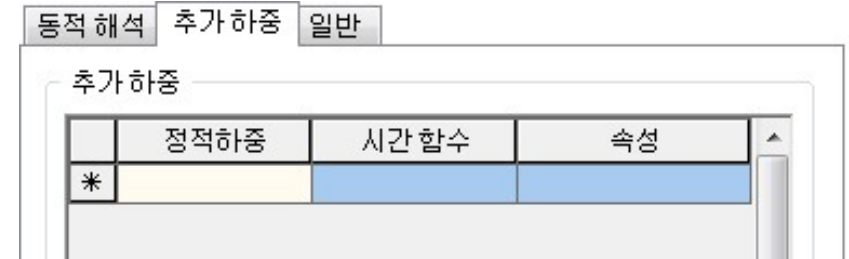 동적 해석 추가 하중 일반
추가 하중
정적하중 시간 함수 속성
*